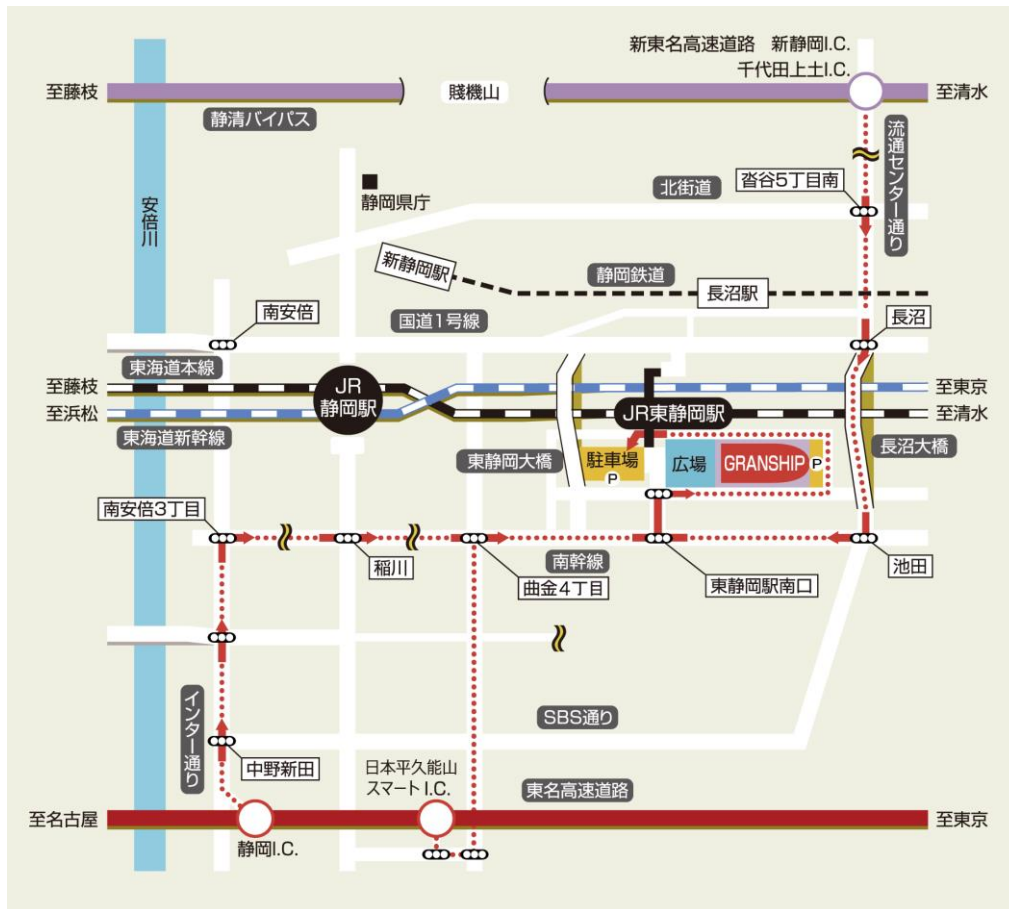 新東名高速道路 新静岡I.C.
千代田上土I.C.
至藤枝
賤機山
至清水
静清バイパス
流通センター通り
沓谷5丁目南
北街道
静岡県庁
安倍川
新静岡駅
静岡鉄道
長沼駅
南安倍
国道1号線
長沼
東海道本線
至藤枝
JR
静岡駅
至東京
至浜松
JR東静岡駅
至清水
東海道新幹線
東静岡大橋
駐車場
P
広場
GRANSHIP
P
長沼大橋
南安倍3丁目
稲川
南幹線
曲金4丁目
東静岡駅南口
池田
インター通り
SBS通り
中野新田
日本平久能山
スマートI.C.
東名高速道路
至名古屋
至東京
静岡I.C.